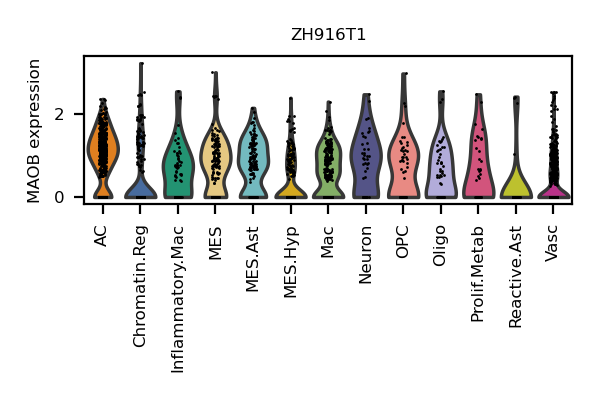 ZH916T1
MAOB expression
2
0
AC
Chromatin.Reg
Inflammatory.Mac
MES
MES.Ast
MES.Hyp
Mac
Neuron
OPC
Oligo
Prolif.Metab
Reactive.Ast
Vasc